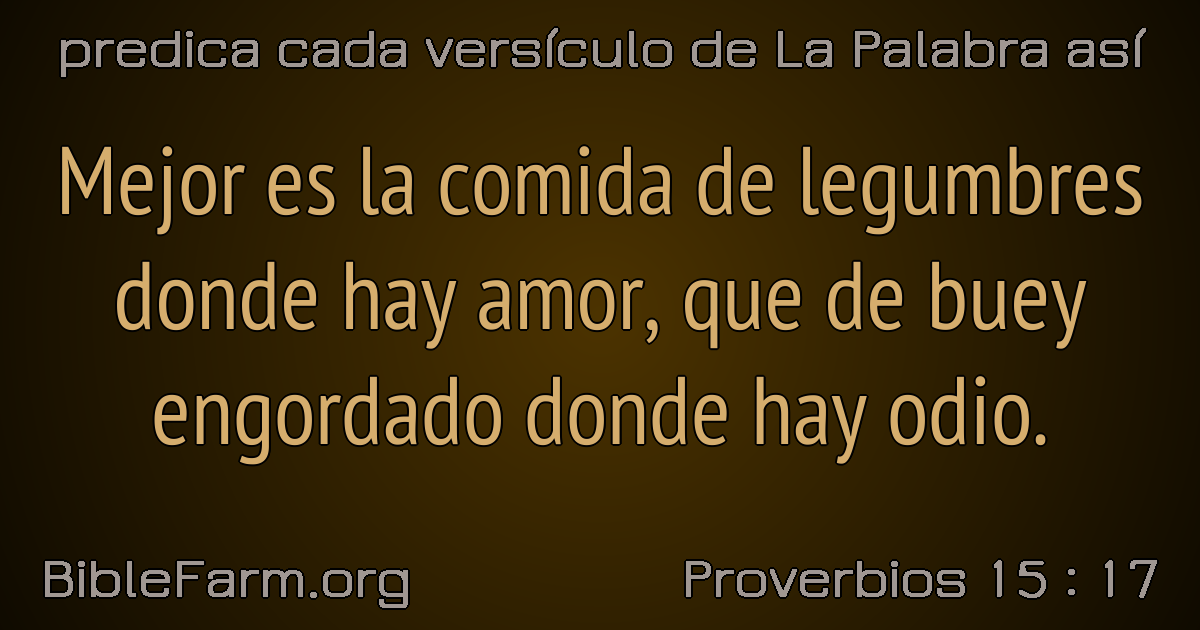 predica cada versículo de La Palabra así
Mejor es la comida de legumbres
donde hay amor, que de buey
engordado donde hay odio.
BibleFarm.org
Proverbios 15 : 17